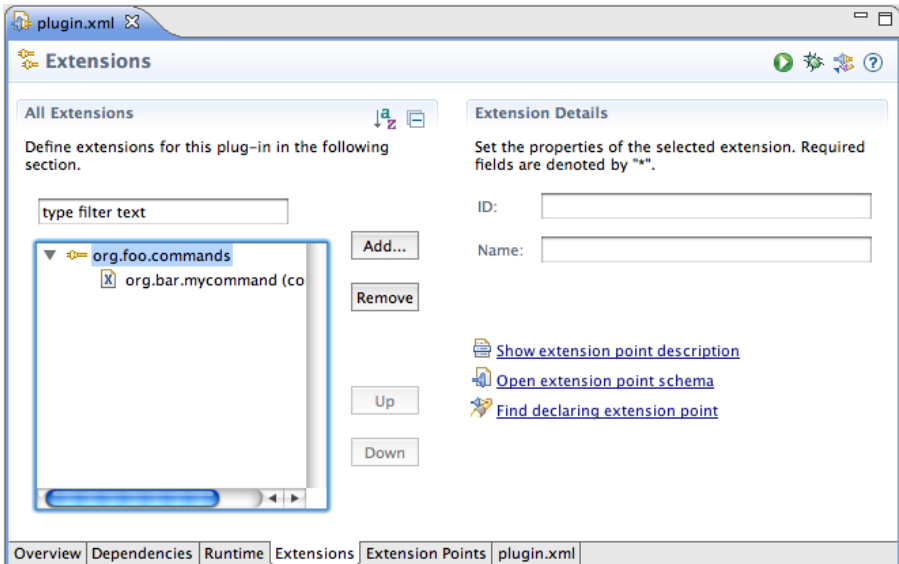 plugin.xml
Extensions
All Extensions
Define extensions for this plug-in in the following
section.
type filter text
org.foo.commands
org.bar.mycommand (co
Add...
Remove
Up
Down
Extension Details
Set the properties of the selected extension. Required
fields are denoted by "*".
ID:
Name:
Show extension point description
Open extension point schema
Find declaring extension point
Overview Dependencies Runtime Extensions Extension Points plugin.xml